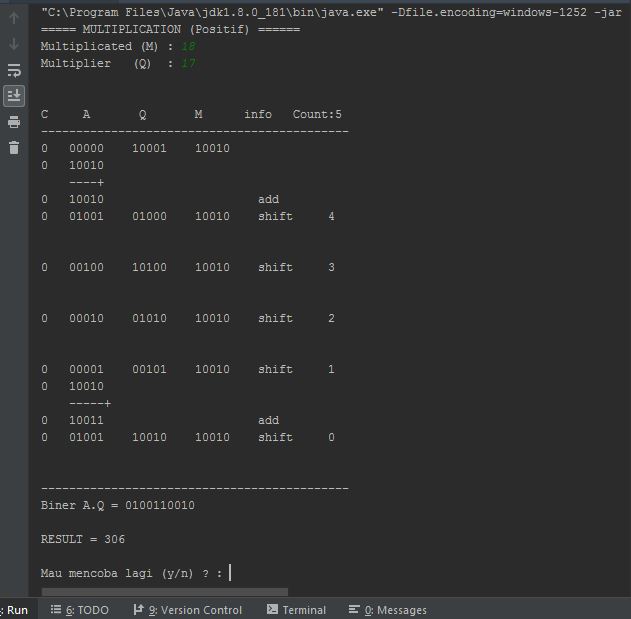 "C:\Program Files\Java\jdk1.8.0_181\bin\java.exe" -Dfile.encoding=windows-1252 -jar
===== MULTIPLICATION (Positif) ======
Multiplicated (M) : 18
Multiplier   (Q)  : 17
C     A       Q       M      info   Count:5
--------------------------------------------
0   00000    10001    10010
0   10010
    ----+
0   10010                      add
0   01001    01000    10010   shift     4
0   00100    10100    10010   shift     3
0   00010    01010    10010   shift     2
0   00001    00101    10010   shift     1
0   10010
    -----+
0   10011                      add
0   01001    10010    10010   shift     0
--------------------------------------------
Biner A.Q = 0100110010
RESULT = 306
Mau mencoba lagi (y/n) ? :
: Run   6: TODO   9: Version Control   Terminal   0: Messages